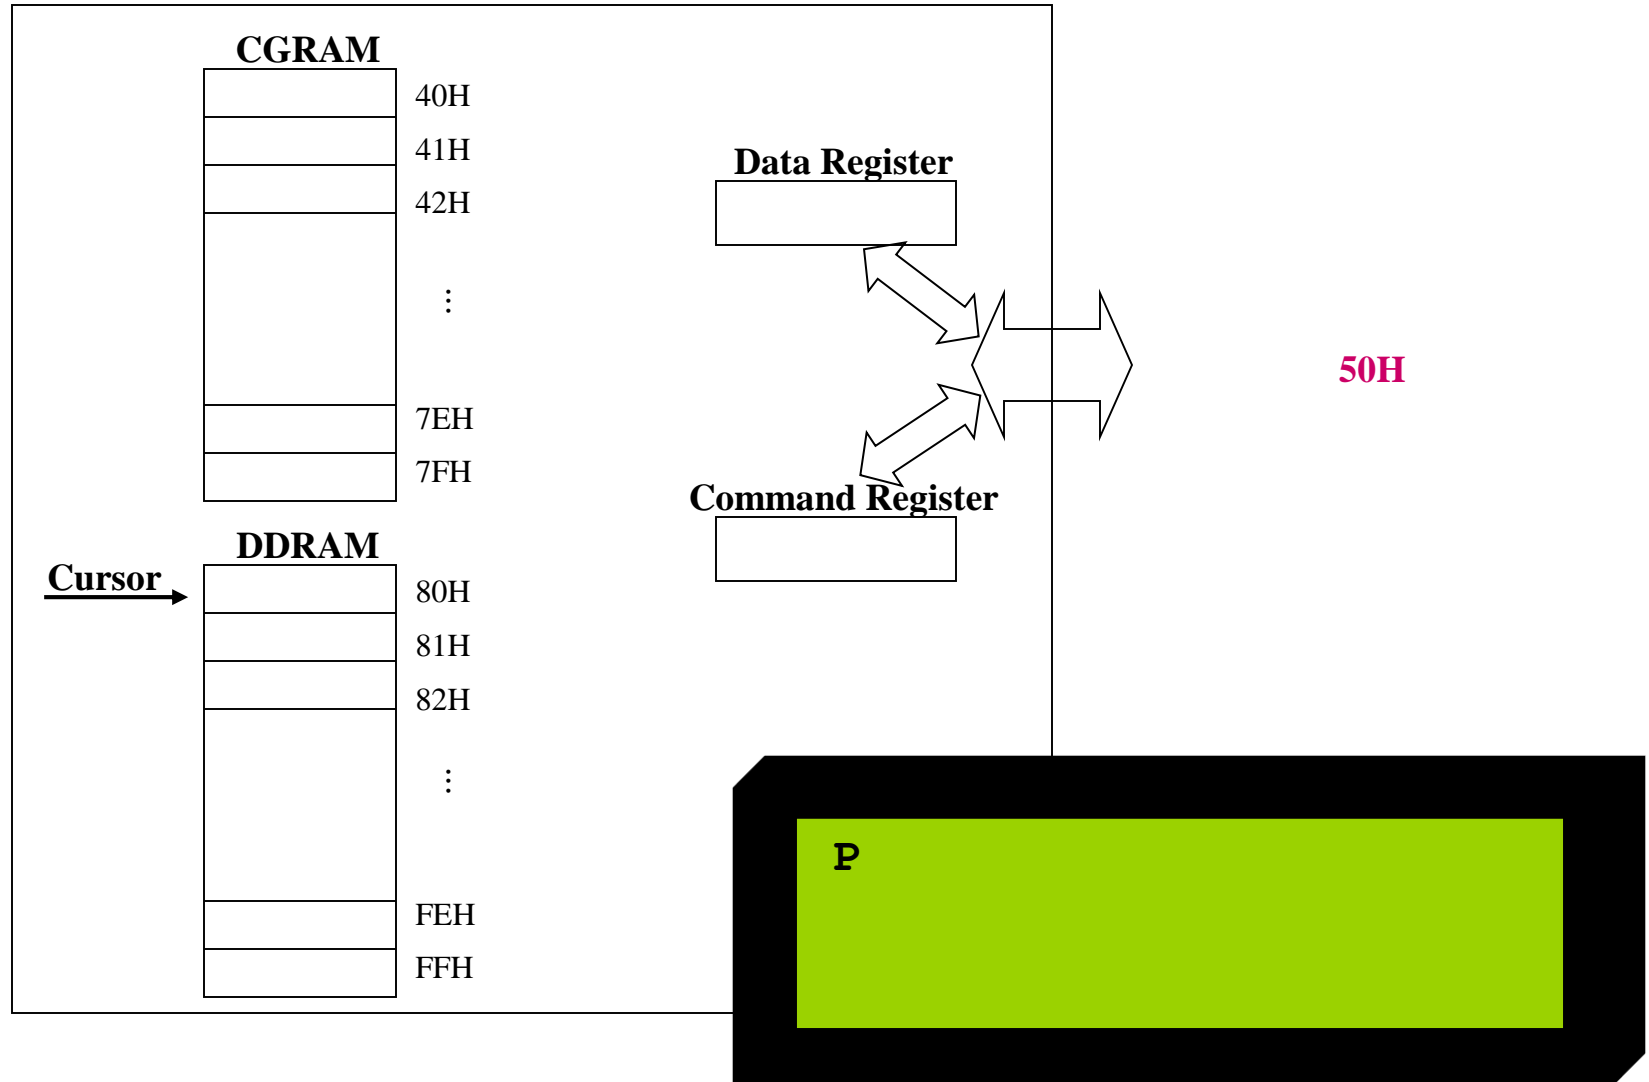 CGRAM
40H
41H
42H
⋮
7EH
7FH
DDRAM
Cursor
80H
81H
82H
⋮
FEH
FFH
Data Register
Command Register
50H
P